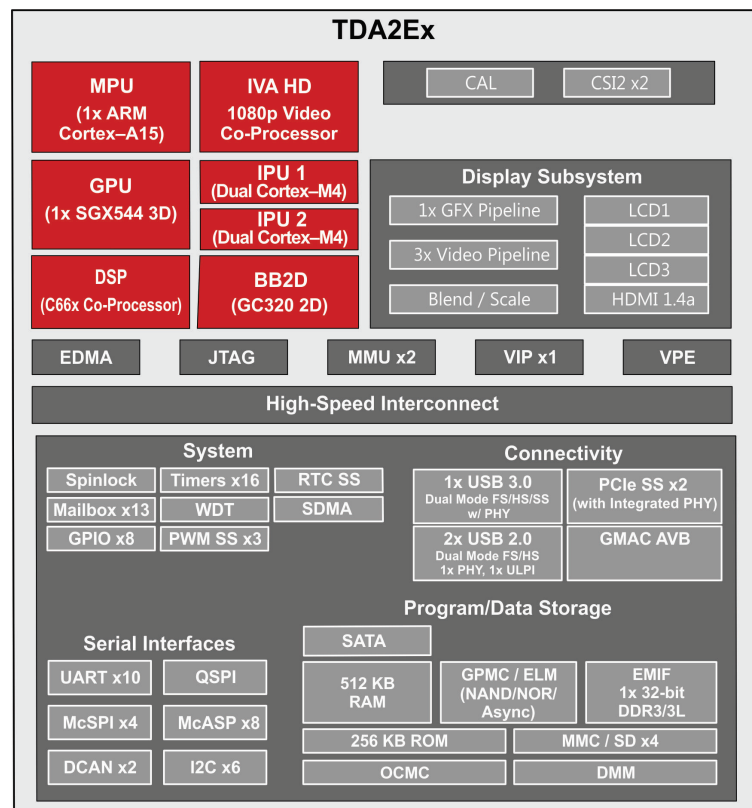 TDA2Ex
MPU
(1x ARM
Cortex–A15)
IVA HD
1080p Video
Co-Processor
CAL
CSI2 x2
GPU
(1x SGX544 3D)
IPU 1
(Dual Cortex–M4)
IPU 2
(Dual Cortex–M4)
DSP
(C66x Co-Processor)
BB2D
(GC320 2D)
Display Subsystem
1x GFX Pipeline
3x Video Pipeline
Blend / Scale
LCD1
LCD2
LCD3
HDMI 1.4a
EDMA
JTAG
MMU x2
VIP x1
VPE
High-Speed Interconnect
System
Spinlock
Timers x16
RTC SS
Mailbox x13
WDT
SDMA
GPIO x8
PWM SS x3
Connectivity
1x USB 3.0
Dual Mode FS/HS/SS
w/ PHY
PCIe SS x2
(with Integrated PHY)
2x USB 2.0
Dual Mode FS/HS
1x PHY, 1x ULPI
GMAC AVB
Serial Interfaces
UART x10
QSPI
McSPI x4
McASP x8
DCAN x2
I2C x6
Program/Data Storage
SATA
512 KB
RAM
GPMC / ELM
(NAND/NOR/
Async)
EMIF
1x 32-bit
DDR3/3L
256 KB ROM
MMC / SD x4
OCMC
DMM